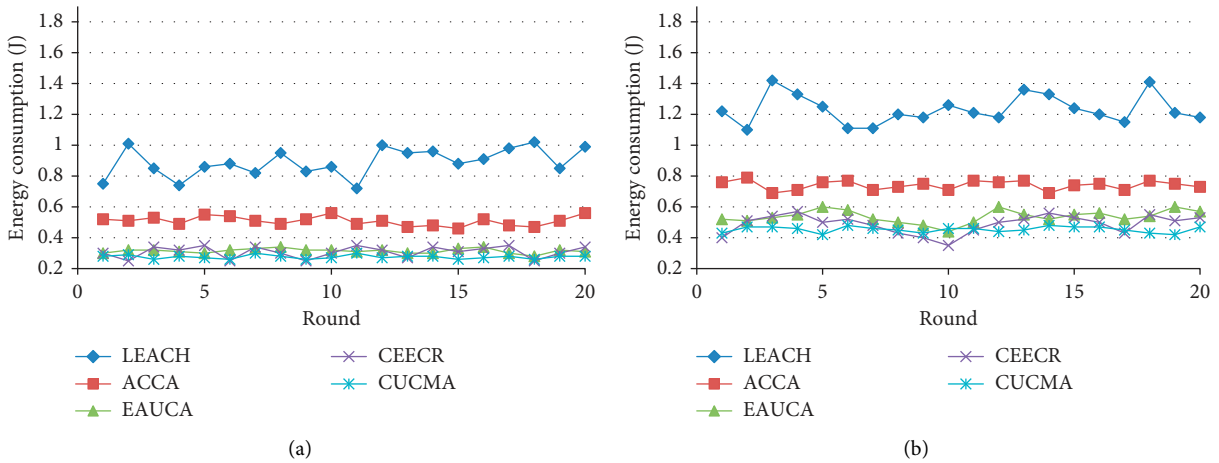 Energy consumption (J)
1.8
1.6
1.4
1.2
1
0.8
0.6
0.4
0.2
0 5 10 15 20
Round
LEACH
ACCA
EAUCA
CEECR
CUCMA
(a)
Energy consumption (J)
1.8
1.6
1.4
1.2
1
0.8
0.6
0.4
0.2
0 5 10 15 20
Round
LEACH
ACCA
EAUCA
CEECR
CUCMA
(b)